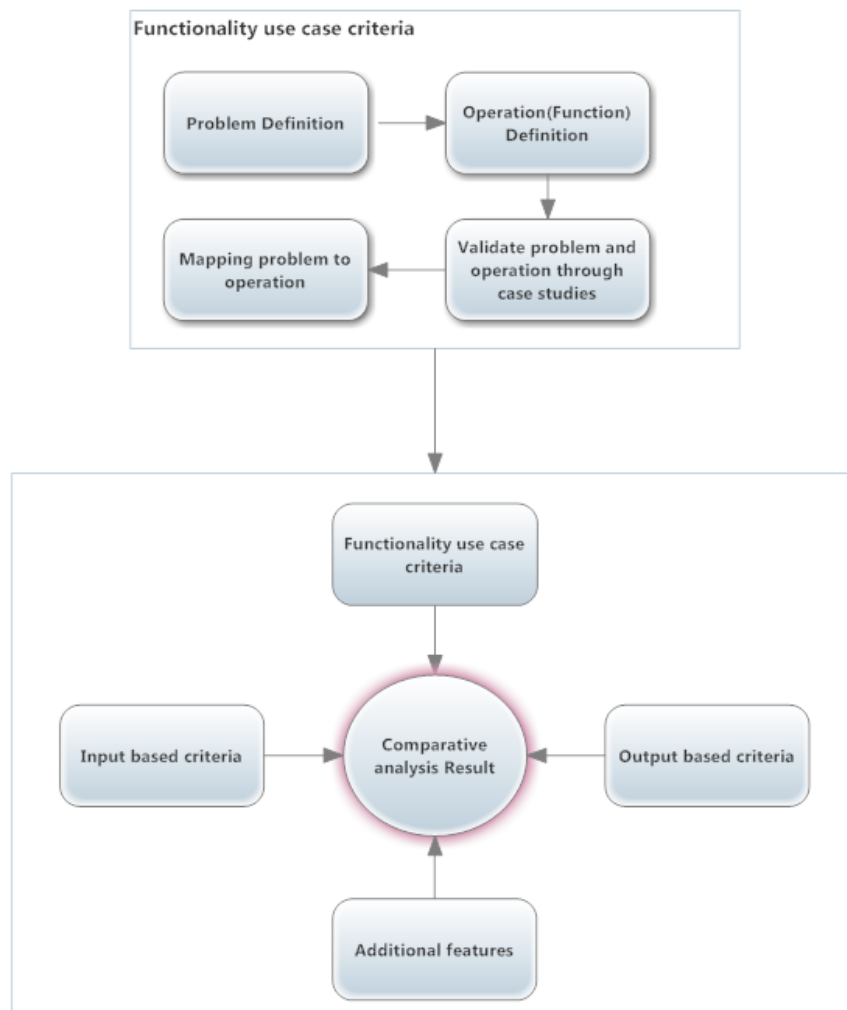 Functionality use case criteria
Problem Definition
Operation(Function)
Definition
Mapping problem to
operation
Validate problem and
operation through
case studies
Functionality use case
criteria
Input based criteria
Comparative
analysis Result
Output based criteria
Additional features